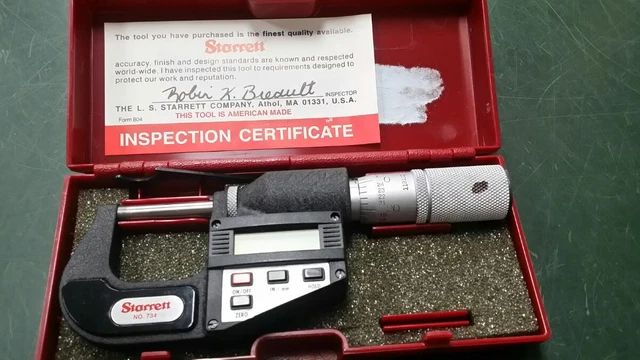 The tool you have purchased is the finest quality available.
Starrett
accuracy, finish and design standards are known and respected
world-wide. I have inspected this tool to requirements designed to
protect our work and reputation.
Robin K. Breault INSPECTOR
THE L. S. STARRETT COMPANY, Athol, MA 01331, U.S.A.
THIS TOOL IS AMERICAN MADE
Form 804
INSPECTION CERTIFICATE
ON/OFF
IN/mm
HOLD
ZERO
Starrett
NO. 734